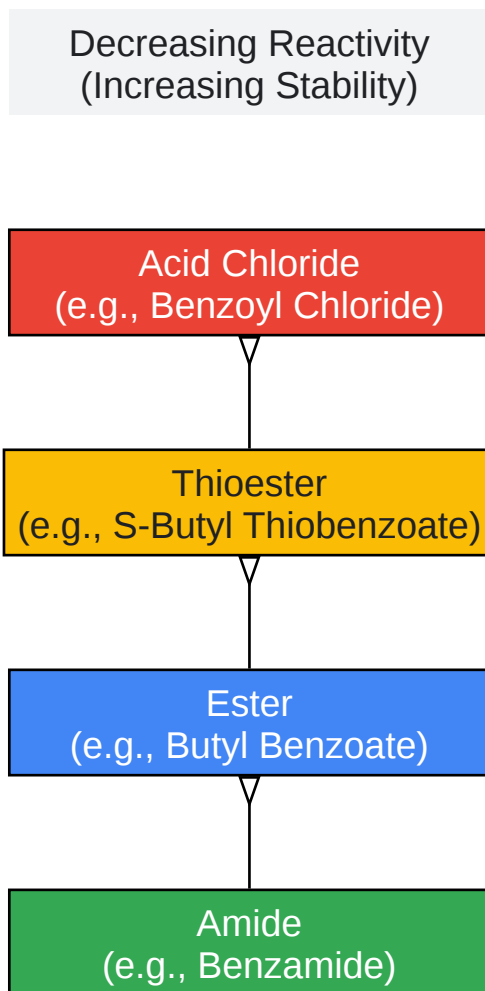 Decreasing Reactivity
(Increasing Stability)
Acid Chloride
(e.g., Benzoyl Chloride)
Thioester
(e.g., S-Butyl Thiobenzoate)
Ester
(e.g., Butyl Benzoate)
Amide
(e.g., Benzamide)